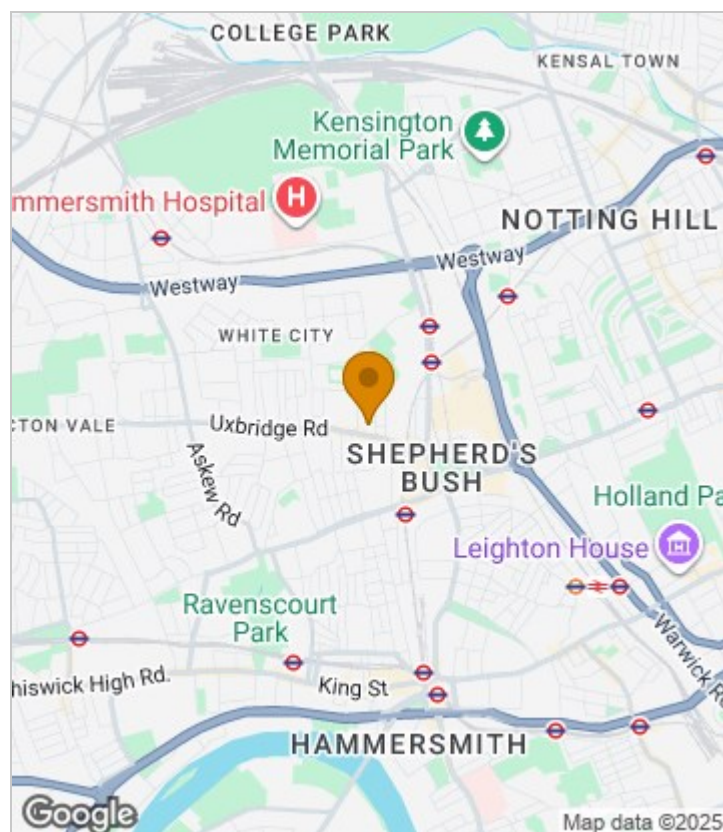 COLLEGE PARK
KENSAL TOWN
Kensington
Memorial Park
mmersmith Hospital
H
NOTTING HILL
Westway
Westway
WHITE CITY
CTON VALE
Uxbridge Rd
SHEPHERD'S
BUSH
Askew Rd
Holland Pa
Leighton House
Ravenscourt
Park
Warwick Rd
hiswick High Rd.
King St
HAMMERSMITH
Google
Map data ©2025